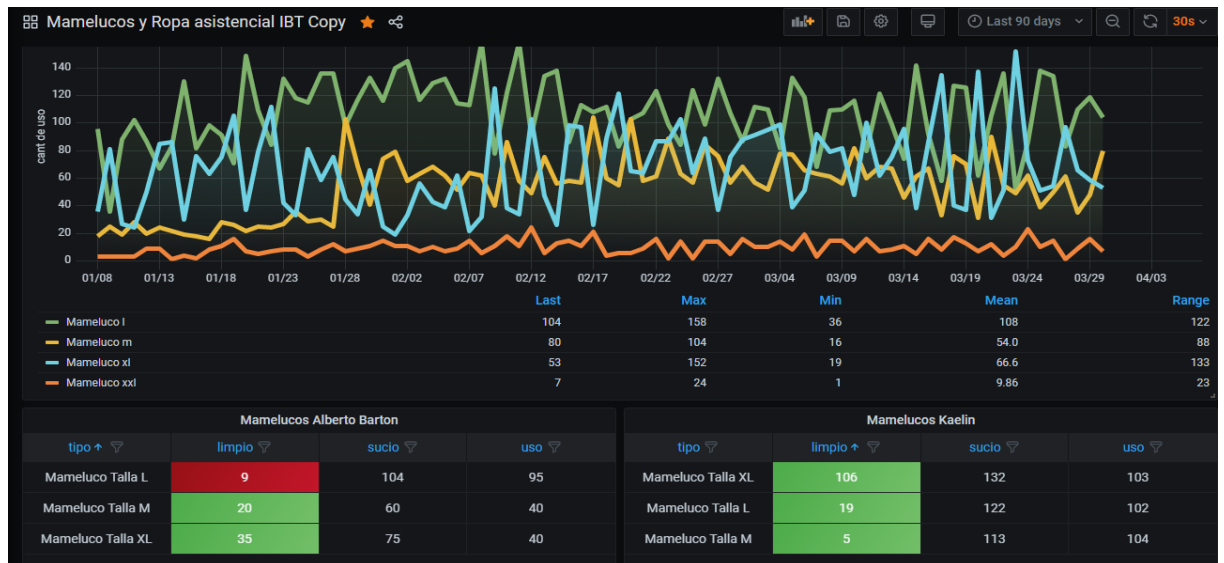 Mamelucos y Ropa asistencial IBT Copy
Last 90 days
30s
cant de uso
140
120
100
80
60
40
20
0
01/08 01/13 01/18 01/23 01/28 02/02 02/07 02/12 02/17 02/22 02/27 03/04 03/09 03/14 03/19 03/24 03/29 04/03
Last Max Min Mean Range
Mameluco l 104 158 36 108 122
Mameluco m 80 104 16 54.0 88
Mameluco xl 53 152 19 66.6 133
Mameluco xxl 7 24 1 9.86 23
Mamelucos Alberto Barton
tipo limpio sucio uso
Mameluco Talla L 9 104 95
Mameluco Talla M 20 60 40
Mameluco Talla XL 35 75 40
Mamelucos Kaelin
tipo limpio sucio uso
Mameluco Talla XL 106 132 103
Mameluco Talla L 19 122 102
Mameluco Talla M 5 113 104